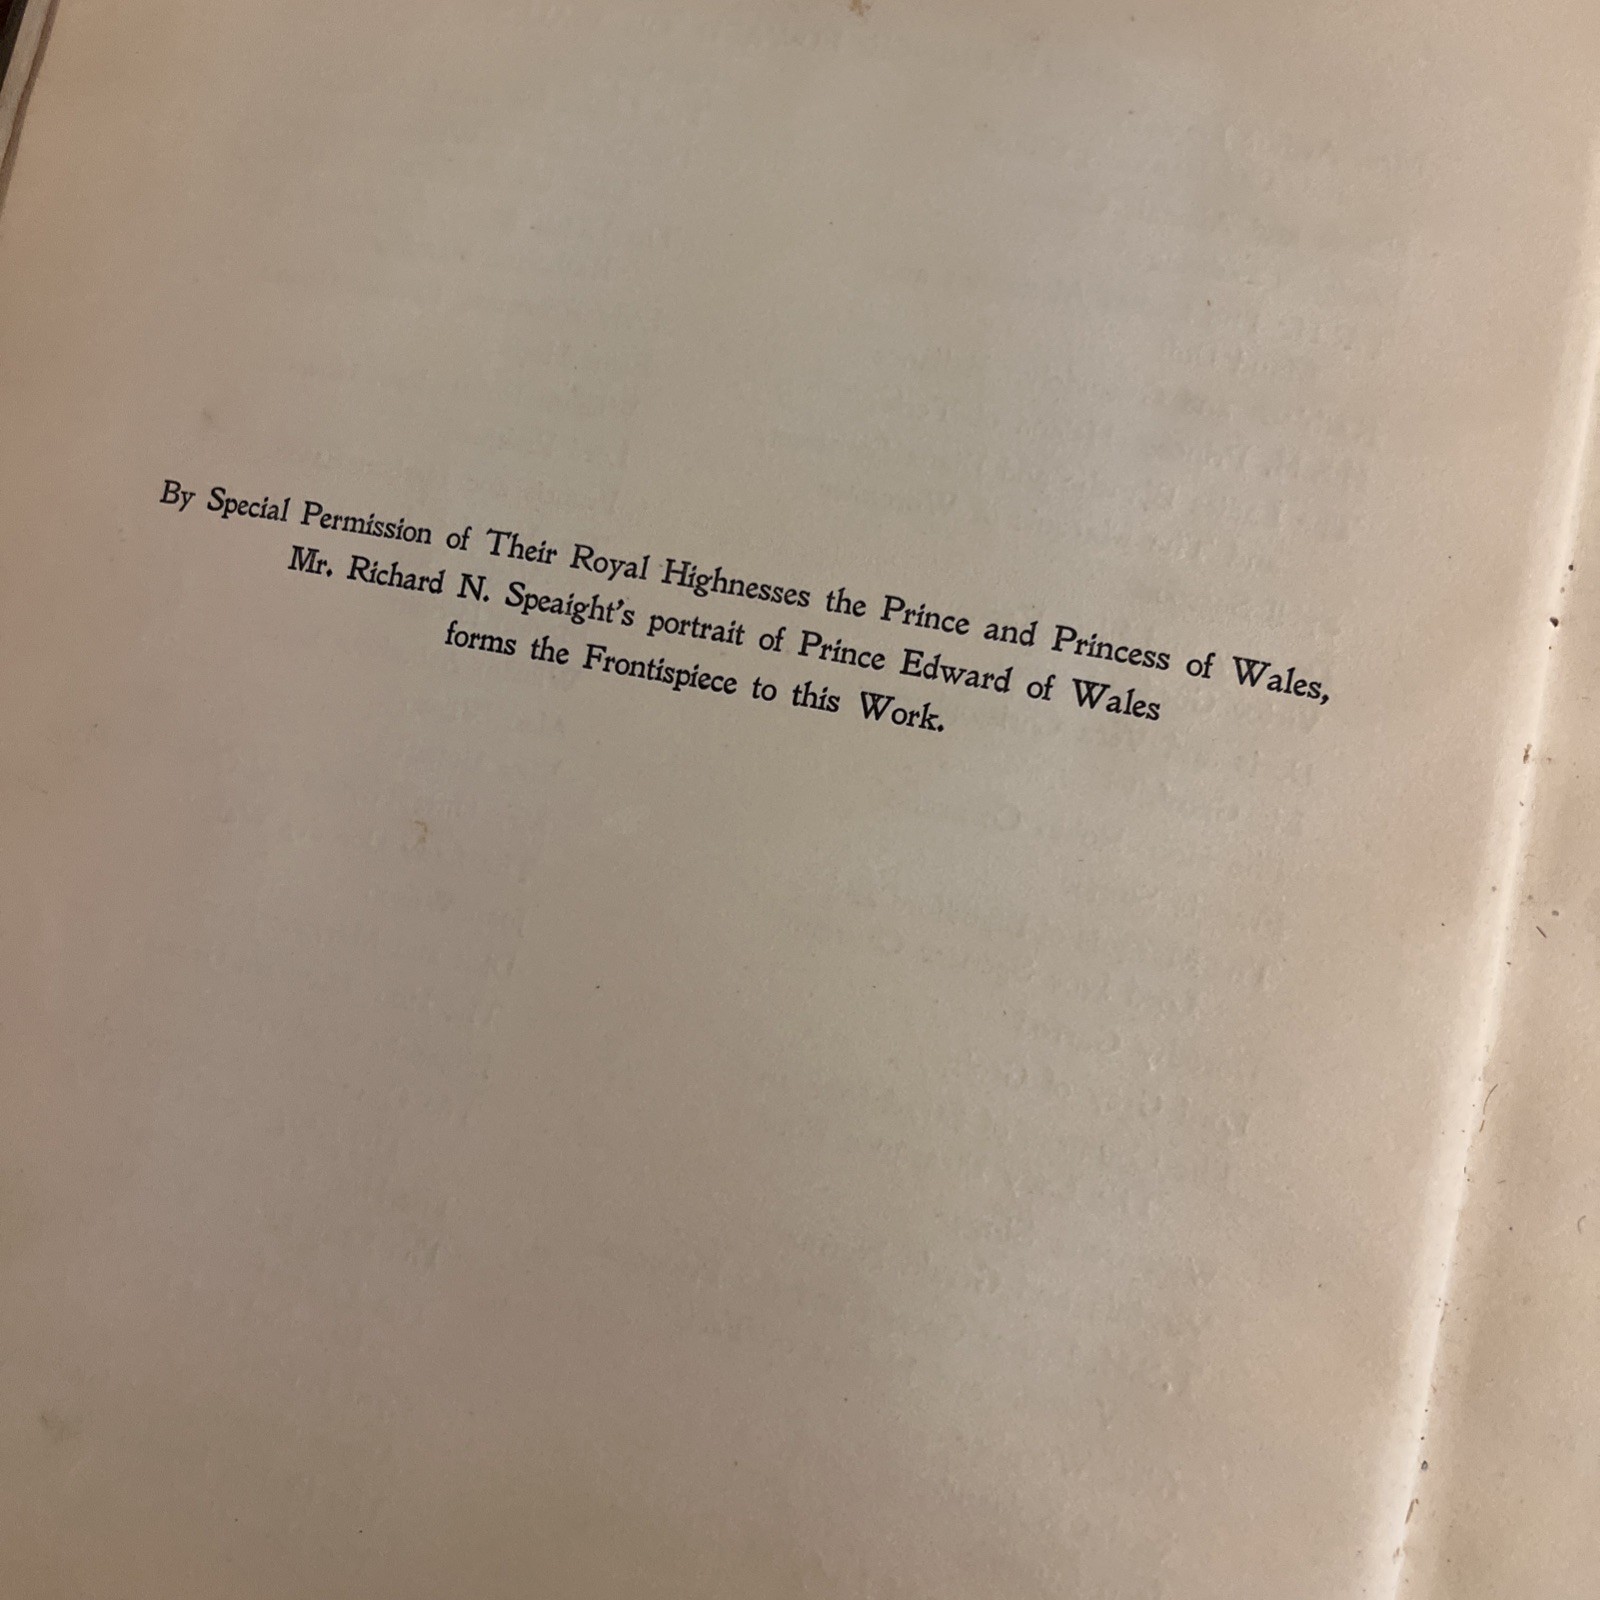 By Special Permission of Their Royal Highnesses the Prince and Princess of Wales,
Mr. Richard N. Speaight's portrait of Prince Edward of Wales
forms the Frontispiece to this Work.